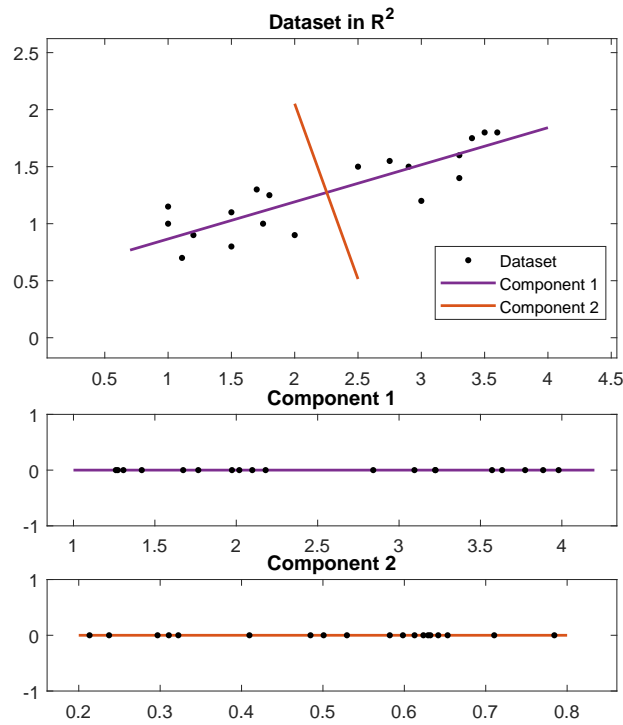 Dataset in R²
2.5
2
1.5
1
0.5
0
Dataset
Component 1
Component 2
0.5 1 1.5 2 2.5 3 3.5 4 4.5
Component 1
1
0
-1
1 1.5 2 2.5 3 3.5 4
Component 2
1
0
-1
0.2 0.3 0.4 0.5 0.6 0.7 0.8